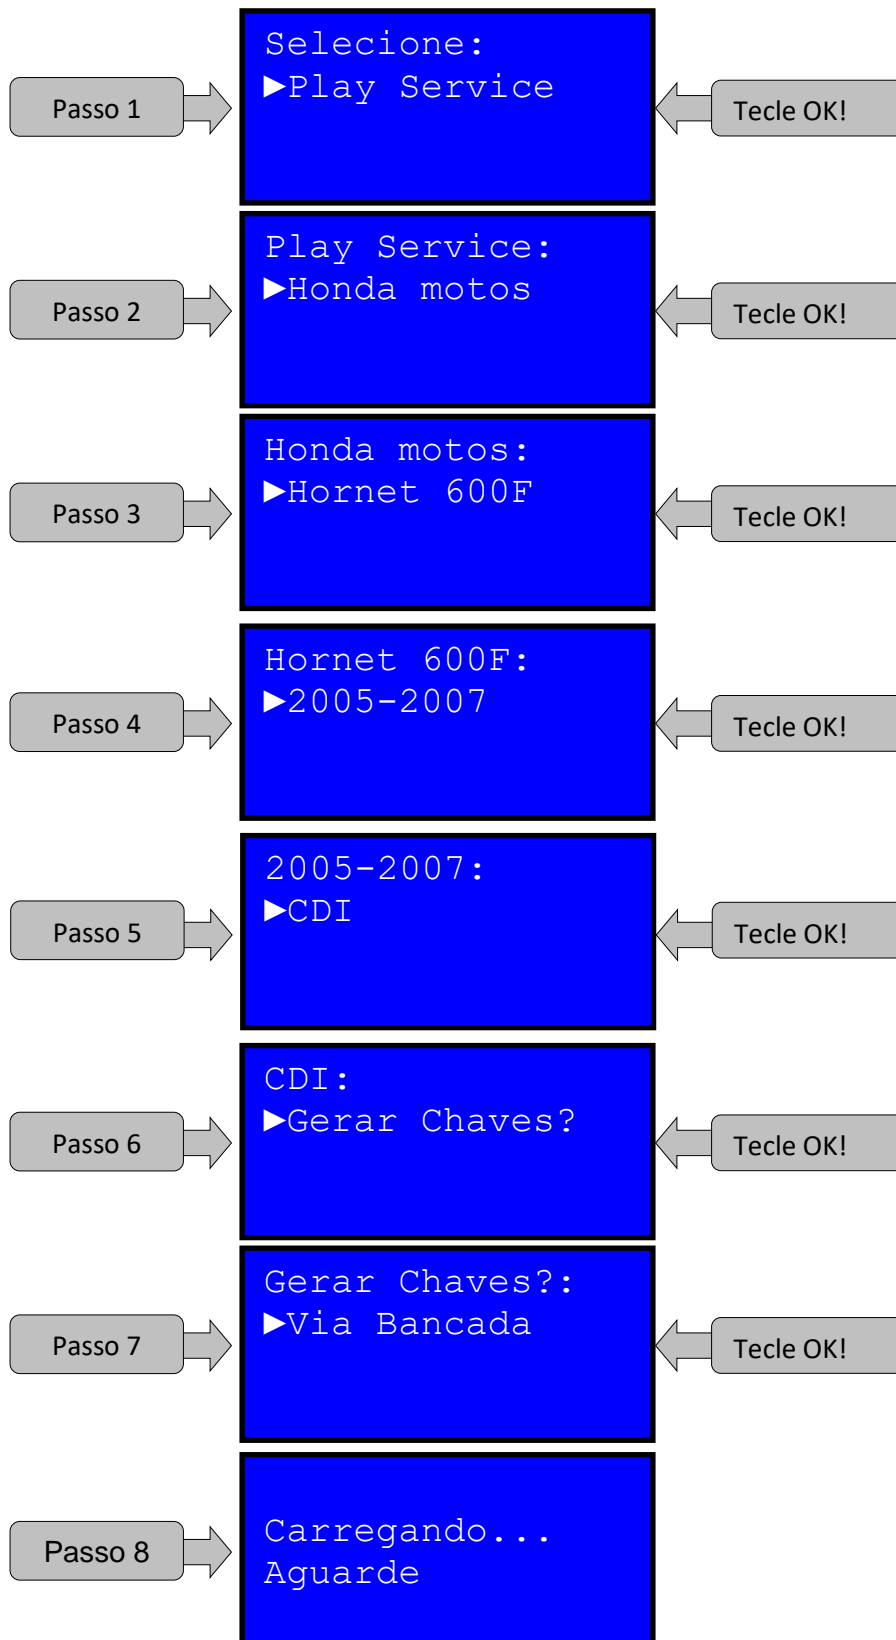 Selecione:
Passo 1
►Play Service
Tecle OK!
Play Service:
Passo 2
►Honda motos
Tecle OK!
Honda motos:
Passo 3
►Hornet 600F
Tecle OK!
Hornet 600F:
Passo 4
►2005-2007
Tecle OK!
2005-2007:
Passo 5
►CDI
Tecle OK!
CDI:
Passo 6
►Gerar Chaves?
Tecle OK!
Gerar Chaves?:
Passo 7
►Via Bancada
Tecle OK!
Passo 8
Carregando...
Aguarde